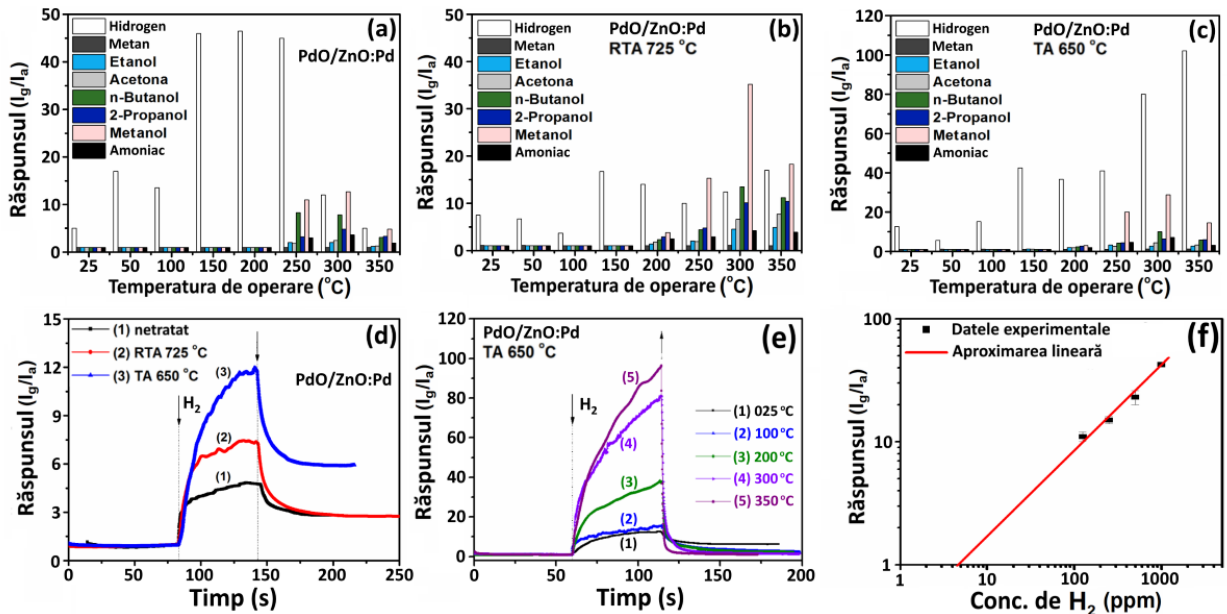 (a)
PdO/ZnO:Pd
Hidrogen
Metan
Etanol
Acetona
n-Butanol
2-Propanol
Metanol
Amoniac
Răspunsul (Ig/Ia)
50
40
30
20
10
0
25 50 100 150 200 250 300 350
Temperatura de operare (°C)
(b)
PdO/ZnO:Pd
RTA 725 °C
Hidrogen
Metan
Etanol
Acetona
n-Butanol
2-Propanol
Metanol
Amoniac
Răspunsul (Ig/Ia)
50
40
30
20
10
0
25 50 100 150 200 250 300 350
Temperatura de operare (°C)
(c)
PdO/ZnO:Pd
TA 650 °C
Hidrogen
Metan
Etanol
Acetona
n-Butanol
2-Propanol
Metanol
Amoniac
Răspunsul (Ig/Ia)
120
100
80
60
40
20
0
25 50 100 150 200 250 300 350
Temperatura de operare (°C)
(d)
(1) netratat
(2) RTA 725 °C
(3) TA 650 °C
PdO/ZnO:Pd
H2
(3)
(2)
(1)
Răspunsul (Ig/Ia)
15
12
9
6
3
0
0 50 100 150 200 250
Timp (s)
(e)
PdO/ZnO:Pd
TA 650 °C
H2
(5)
(4)
(3)
(2)
(1)
(1) 025 °C
(2) 100 °C
(3) 200 °C
(4) 300 °C
(5) 350 °C
Răspunsul (Ig/Ia)
120
100
80
60
40
20
0
0 50 100 150 200
Timp (s)
(f)
Datele experimentale
Aproximarea lineară
Răspunsul (Ig/Ia)
100
10
1
1 10 100 1000
Conc. de H2 (ppm)